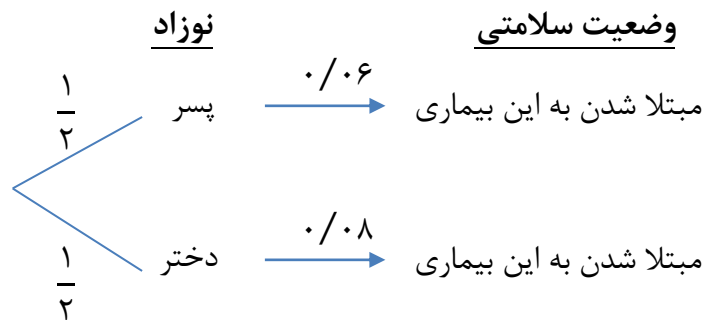 نوزاد وضعیت سلامتی
۱/۲ پسر ۰/۰۶ مبتلا شدن به این بیماری
۱/۲ دختر ۰/۰۸ مبتلا شدن به این بیماری